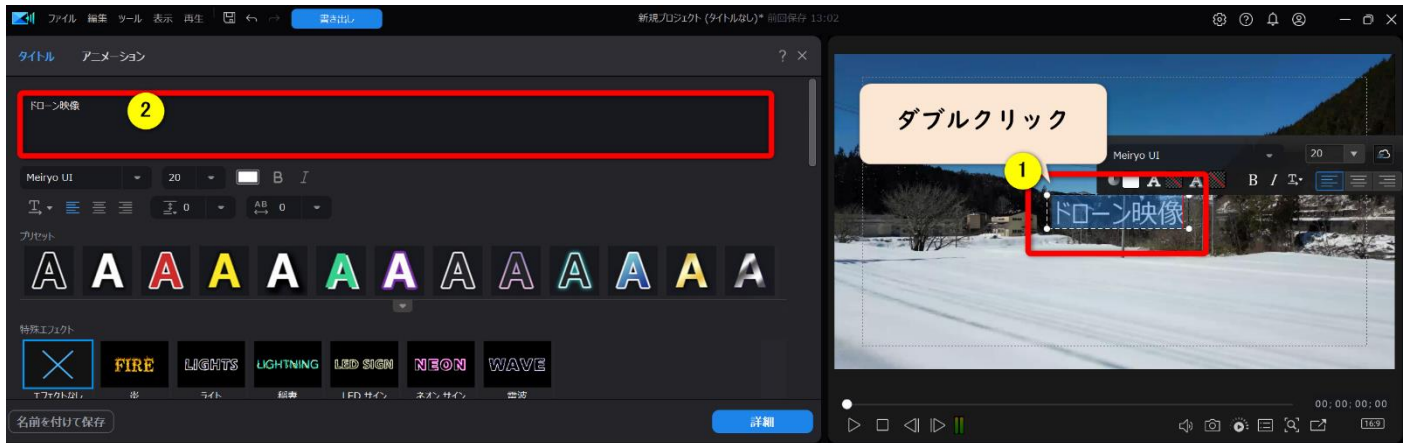 ファイル 編集 ツール 表示 再生 書き出し 新規プロジェクト (タイトルなし)* 前回保存 13:02
タイトル アニメーション ? ×
ドローン映像 2
ダブルクリック
1
Meiryo UI 20
A A A B I T
ドローン映像
Meiryo UI 20 B I
T 0 AB 0
プリセット
A A A A A A A A A A A A A
特殊エフェクト
FIRE LIGHTS LIGHTNING LED SIGN NEON WAVE
エフェクトなし 炎 ライト 稲妻 LED サイン ネオン サイン 電波
名前を付けて保存 詳細
00; 00; 00; 00
16:9